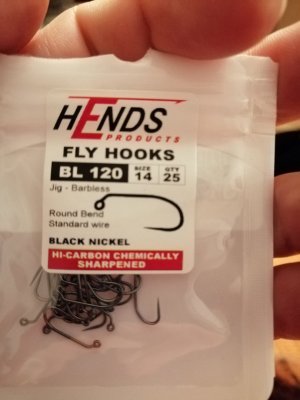 HENDS
PRODUCTS
FLY HOOKS
BL 120 SIZE 14 QTY 25
Jig - Barbless
Round Bend
Standard wire
BLACK NICKEL
HI-CARBON CHEMICALLY
SHARPENED